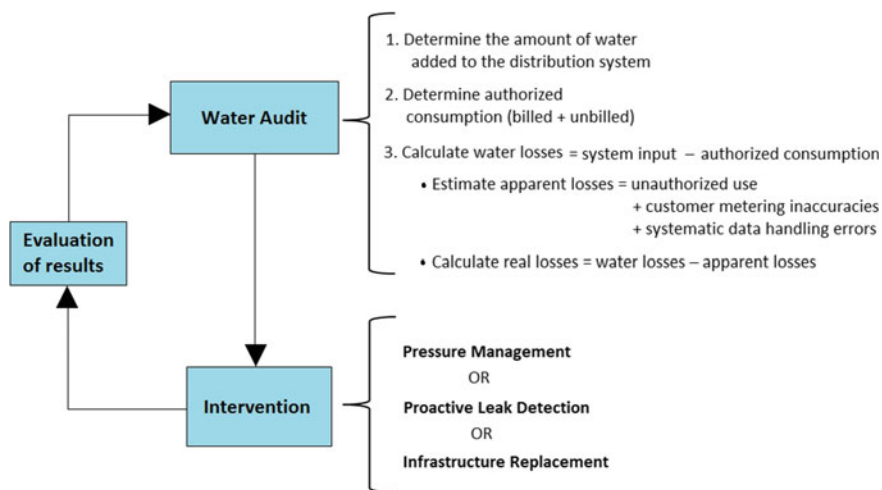 Water Audit
1. Determine the amount of water
added to the distribution system
2. Determine authorized
consumption (billed + unbilled)
3. Calculate water losses = system input – authorized consumption
• Estimate apparent losses = unauthorized use
+ customer metering inaccuracies
+ systematic data handling errors
• Calculate real losses = water losses – apparent losses
Evaluation
of results
Intervention
Pressure Management
OR
Proactive Leak Detection
OR
Infrastructure Replacement